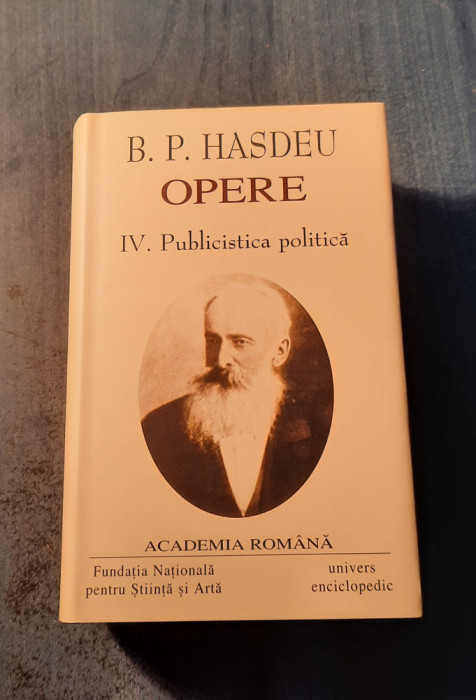 B. P. HASDEU
OPERE
IV. Publicistica politică
ACADEMIA ROMÂNĂ
Fundația Națională
pentru Știință și Artă
univers
enciclopedic